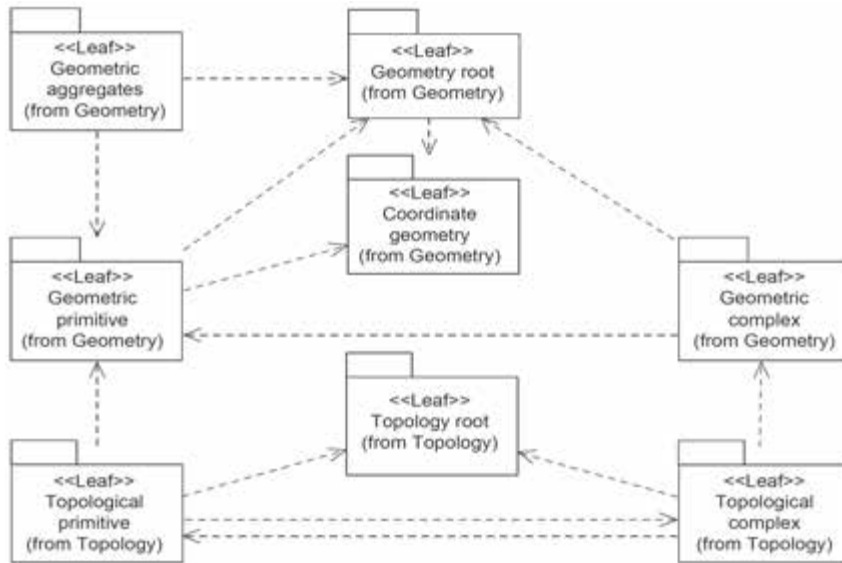 <<Leaf>>
Geometric
aggregates
(from Geometry)
<<Leaf>>
Geometry root
(from Geometry)
<<Leaf>>
Coordinate
geometry
(from Geometry)
<<Leaf>>
Geometric
primitive
(from Geometry)
<<Leaf>>
Geometric
complex
(from Geometry)
<<Leaf>>
Topology root
(from Topology)
<<Leaf>>
Topological
primitive
(from Topology)
<<Leaf>>
Topological
complex
(from Topology)